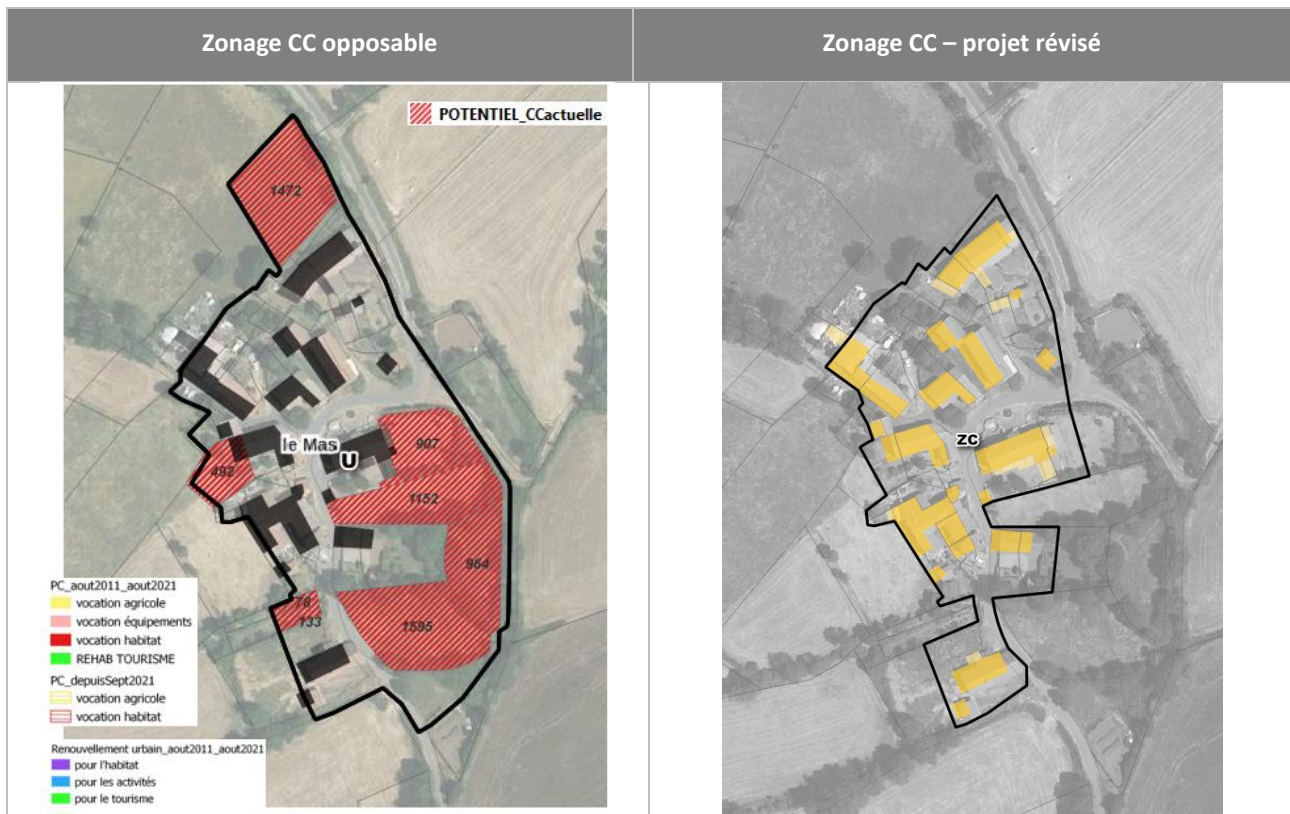 Zonage CC opposable
Zonage CC – projet révisé
POTENTIEL_CCactuelle
1472
le Mas
U
907
492
1152
964
76
133
1595
PC_aout2011_aout2021
vocation agricole
vocation équipements
vocation habitat
REHAB TOURISME
PC_depuisSept2021
vocation agricole
vocation habitat
Renouvellement urbain_aout2011_aout2021
pour l'habitat
pour les activités
pour le tourisme
zc